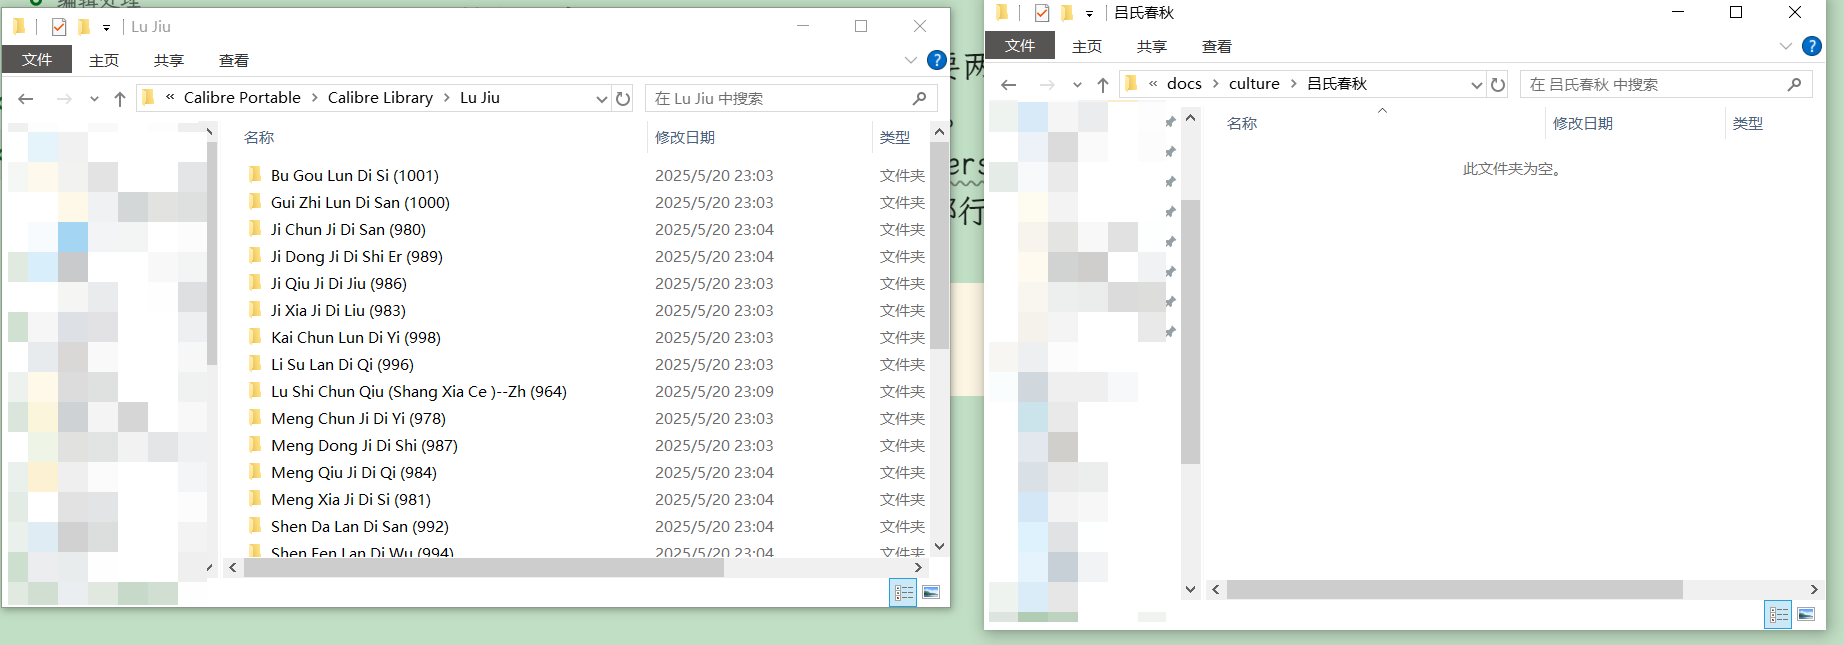 编辑处理
Lu Jiu
文件 主页 共享 查看
« Calibre Portable › Calibre Library › Lu Jiu
在 Lu Jiu 中搜索
名称 修改日期 类型
Bu Gou Lun Di Si (1001) 2025/5/20 23:03 文件夹
Gui Zhi Lun Di San (1000) 2025/5/20 23:03 文件夹
Ji Chun Ji Di San (980) 2025/5/20 23:04 文件夹
Ji Dong Ji Di Shi Er (989) 2025/5/20 23:04 文件夹
Ji Qiu Ji Di Jiu (986) 2025/5/20 23:03 文件夹
Ji Xia Ji Di Liu (983) 2025/5/20 23:03 文件夹
Kai Chun Lun Di Yi (998) 2025/5/20 23:03 文件夹
Li Su Lan Di Qi (996) 2025/5/20 23:03 文件夹
Lu Shi Chun Qiu (Shang Xia Ce )--Zh (964) 2025/5/20 23:09 文件夹
Meng Chun Ji Di Yi (978) 2025/5/20 23:03 文件夹
Meng Dong Ji Di Shi (987) 2025/5/20 23:03 文件夹
Meng Qiu Ji Di Qi (984) 2025/5/20 23:04 文件夹
Meng Xia Ji Di Si (981) 2025/5/20 23:04 文件夹
Shen Da Lan Di San (992) 2025/5/20 23:04 文件夹
Shen Fen Lan Di Wu (994) 2025/5/20 23:04 文件夹
要两
ers
都行
吕氏春秋
文件 主页 共享 查看
« docs › culture › 吕氏春秋
在 吕氏春秋 中搜索
名称 修改日期 类型
此文件夹为空。